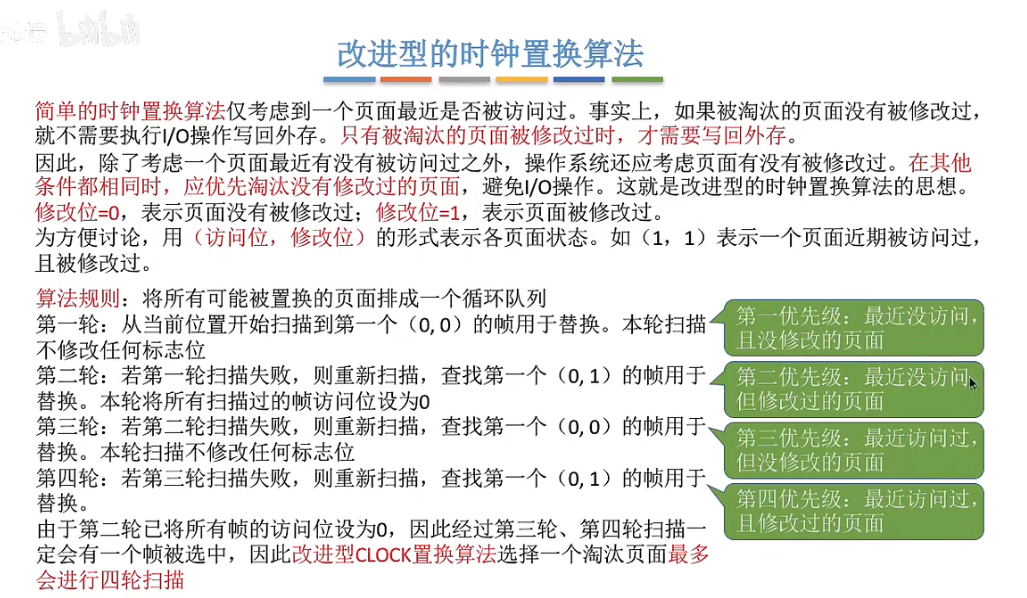 bilibili
改进型的时钟置换算法
简单的时钟置换算法仅考虑到一个页面最近是否被访问过。事实上，如果被淘汰的页面没有被修改过，
就不需要执行I/O操作写回外存。只有被淘汰的页面被修改过时，才需要写回外存。
因此，除了考虑一个页面最近有没有被访问过之外，操作系统还应考虑页面有没有被修改过。在其他
条件都相同时，应优先淘汰没有修改过的页面，避免I/O操作。这就是改进型的时钟置换算法的思想。
修改位=0，表示页面没有被修改过；修改位=1，表示页面被修改过。
为方便讨论，用（访问位，修改位）的形式表示各页面状态。如（1，1）表示一个页面近期被访问过，
且被修改过。
算法规则：将所有可能被置换的页面排成一个循环队列
第一轮：从当前位置开始扫描到第一个（0, 0）的帧用于替换。本轮扫描
不修改任何标志位
第二轮：若第一轮扫描失败，则重新扫描，查找第一个（0, 1）的帧用于
替换。本轮将所有扫描过的帧访问位设为0
第三轮：若第二轮扫描失败，则重新扫描，查找第一个（0, 0）的帧用于
替换。本轮扫描不修改任何标志位
第四轮：若第三轮扫描失败，则重新扫描，查找第一个（0, 1）的帧用于
替换。
由于第二轮已将所有帧的访问位设为0，因此经过第三轮、第四轮扫描一
定会有一个帧被选中，因此改进型CLOCK置换算法选择一个淘汰页面最多
会进行四轮扫描
第一优先级：最近没访问，
且没修改的页面
第二优先级：最近没访问，
但修改过的页面
第三优先级：最近访问过，
但没修改的页面
第四优先级：最近访问过，
且修改过的页面